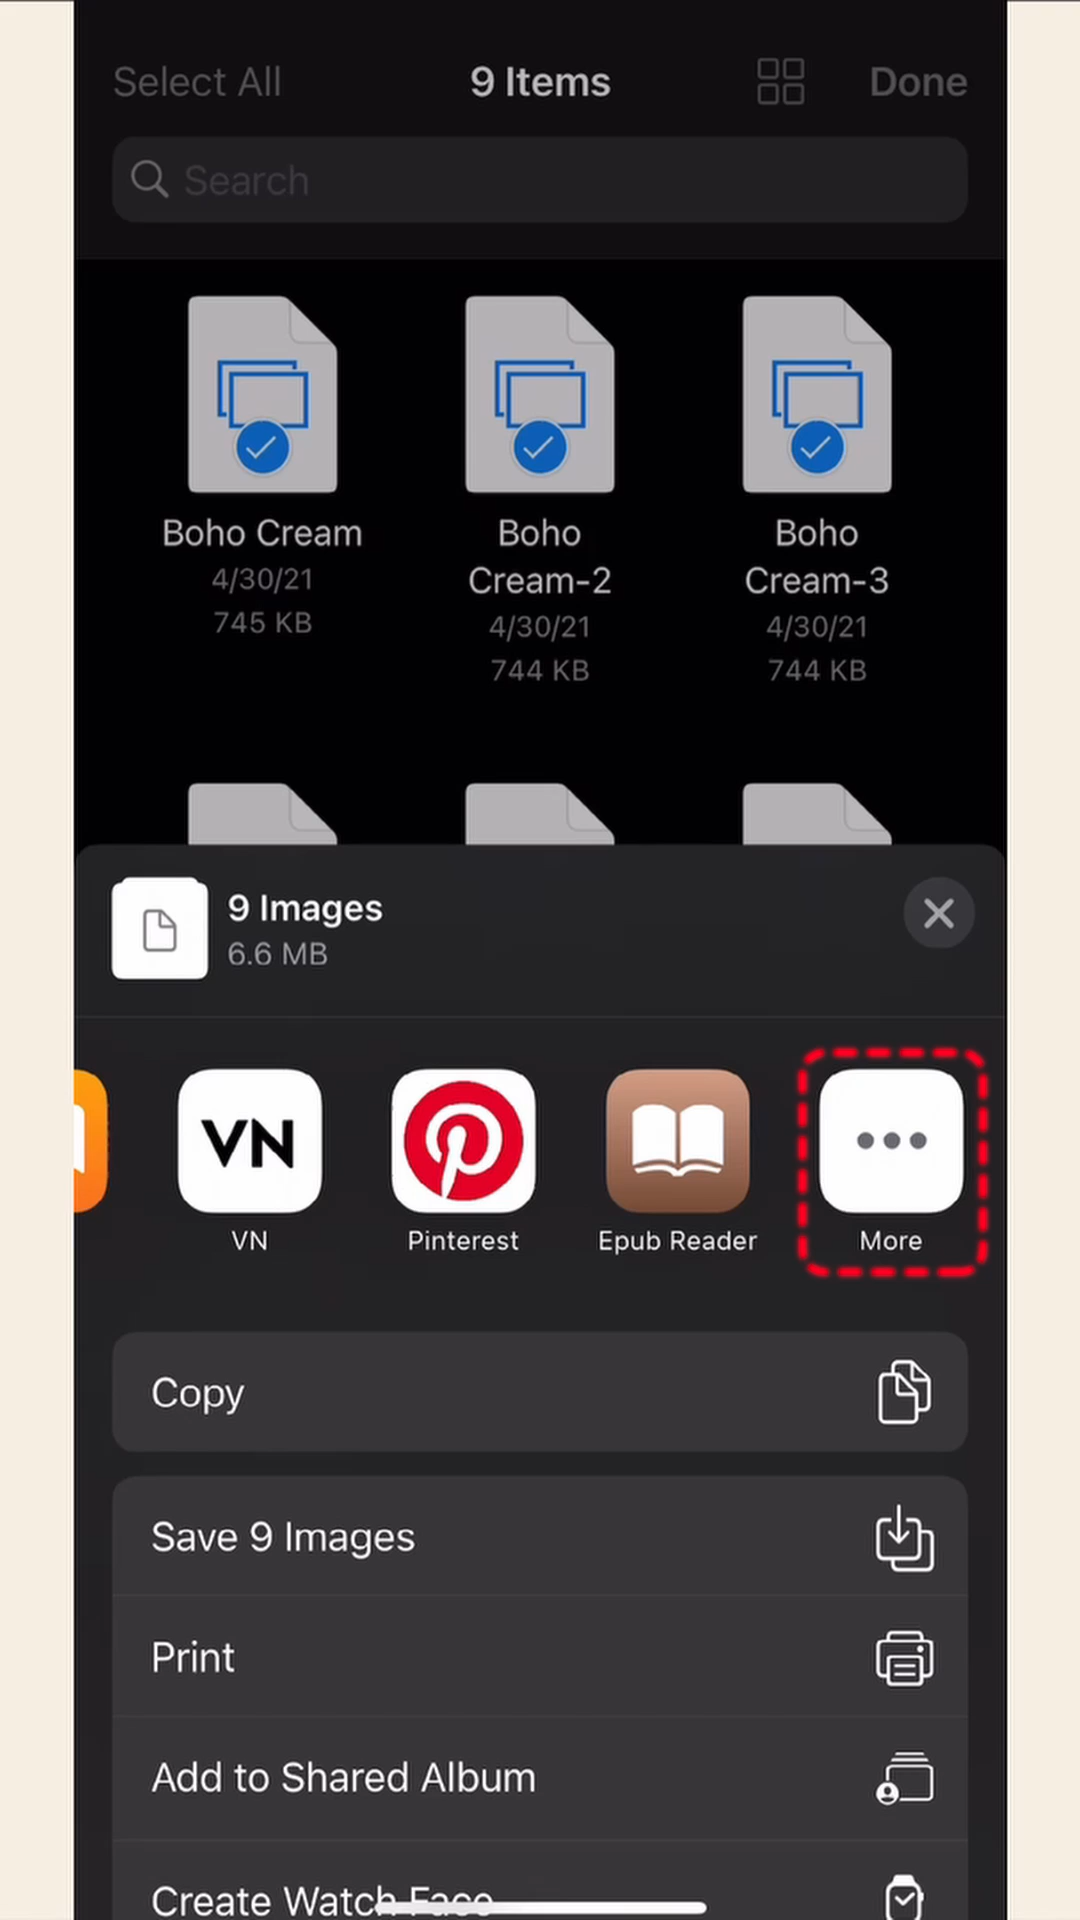 Select All
9 Items
Done
Search
Boho Cream
4/30/21
745 KB
Boho
Cream-2
4/30/21
744 KB
Boho
Cream-3
4/30/21
744 KB
9 Images
6.6 MB
VN
VN
Pinterest
Epub Reader
More
Copy
Save 9 Images
Print
Add to Shared Album
Create Watch Face